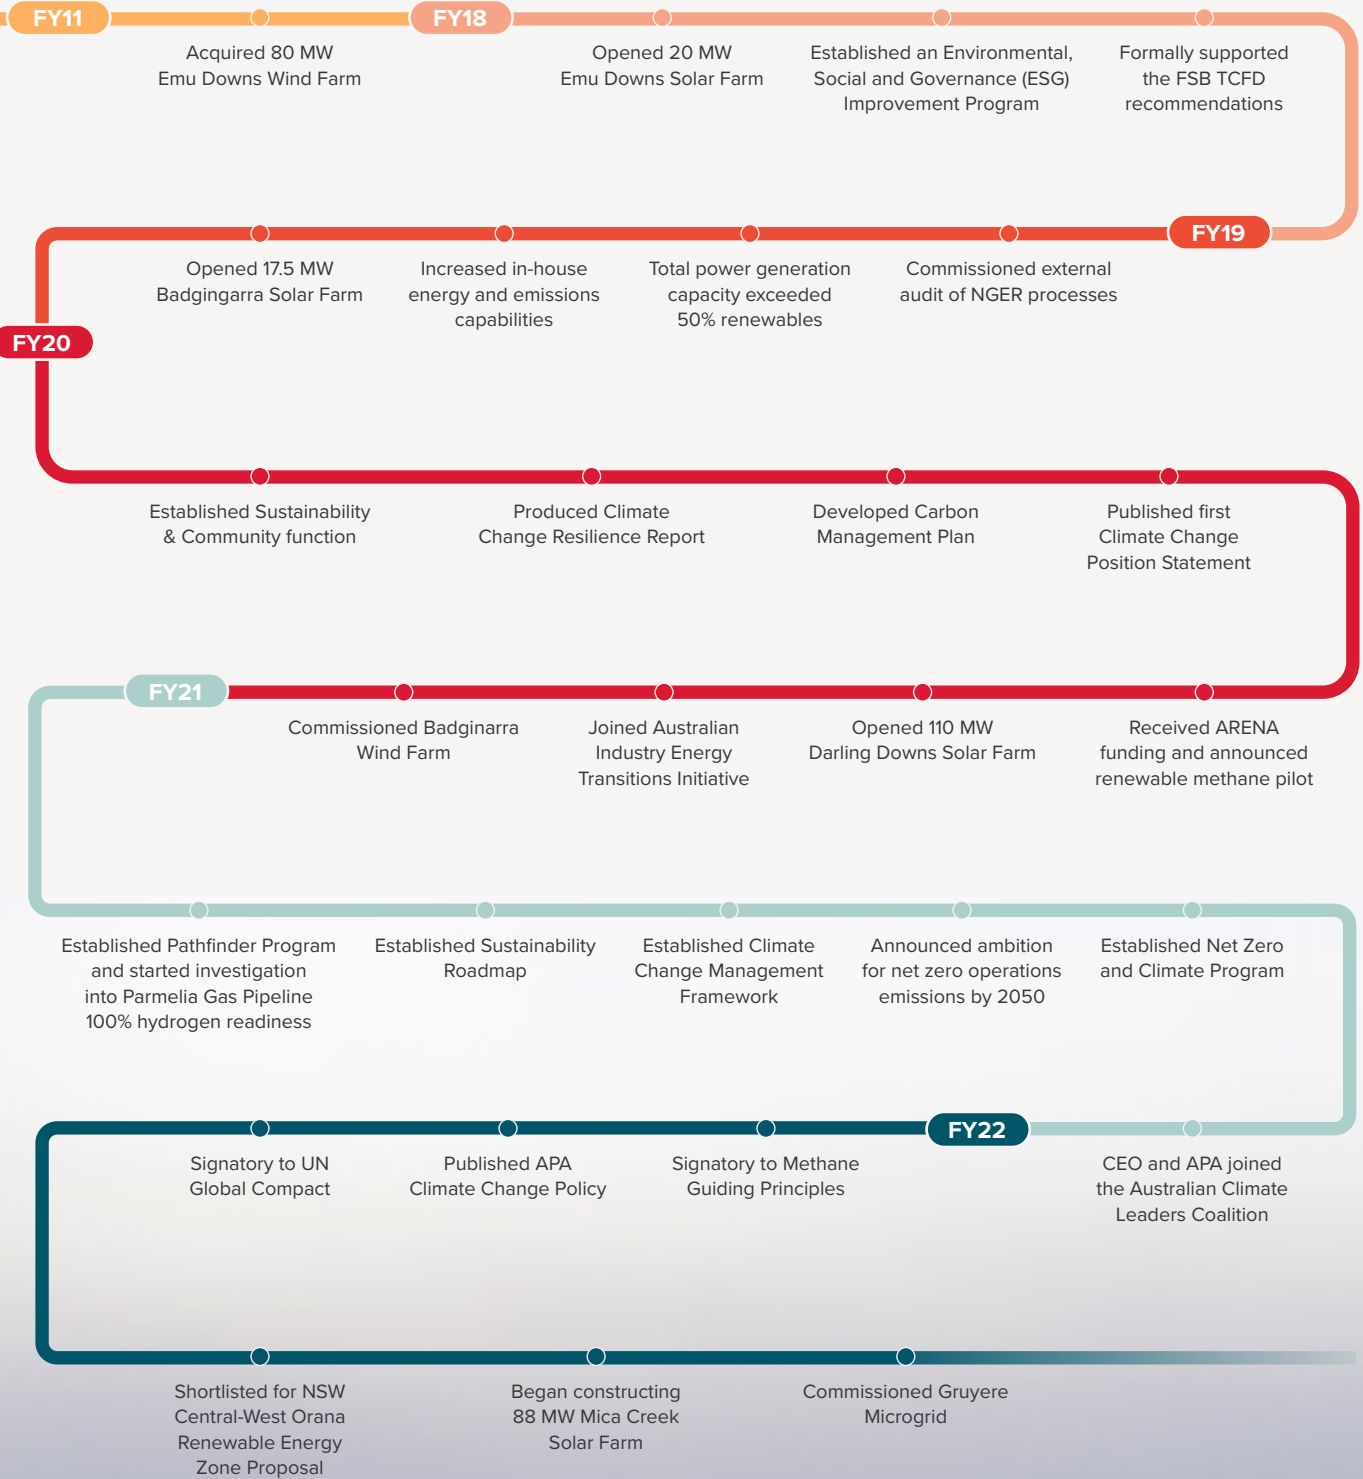 FY11
Acquired 80 MW
Emu Downs Wind Farm
FY18
Opened 20 MW
Emu Downs Solar Farm
Established an Environmental,
Social and Governance (ESG)
Improvement Program
Formally supported
the FSB TCFD
recommendations
FY19
Commissioned external
audit of NGER processes
Total power generation
capacity exceeded
50% renewables
Increased in-house
energy and emissions
capabilities
Opened 17.5 MW
Badgingarra Solar Farm
FY20
Established Sustainability
& Community function
Produced Climate
Change Resilience Report
Developed Carbon
Management Plan
Published first
Climate Change
Position Statement
Received ARENA
funding and announced
renewable methane pilot
Opened 110 MW
Darling Downs Solar Farm
Joined Australian
Industry Energy
Transitions Initiative
Commissioned Badginarra
Wind Farm
FY21
Established Pathfinder Program
and started investigation
into Parmelia Gas Pipeline
100% hydrogen readiness
Established Sustainability
Roadmap
Established Climate
Change Management
Framework
Announced ambition
for net zero operations
emissions by 2050
Established Net Zero
and Climate Program
CEO and APA joined
the Australian Climate
Leaders Coalition
FY22
Signatory to Methane
Guiding Principles
Published APA
Climate Change Policy
Signatory to UN
Global Compact
Shortlisted for NSW
Central-West Orana
Renewable Energy
Zone Proposal
Began constructing
88 MW Mica Creek
Solar Farm
Commissioned Gruyere
Microgrid